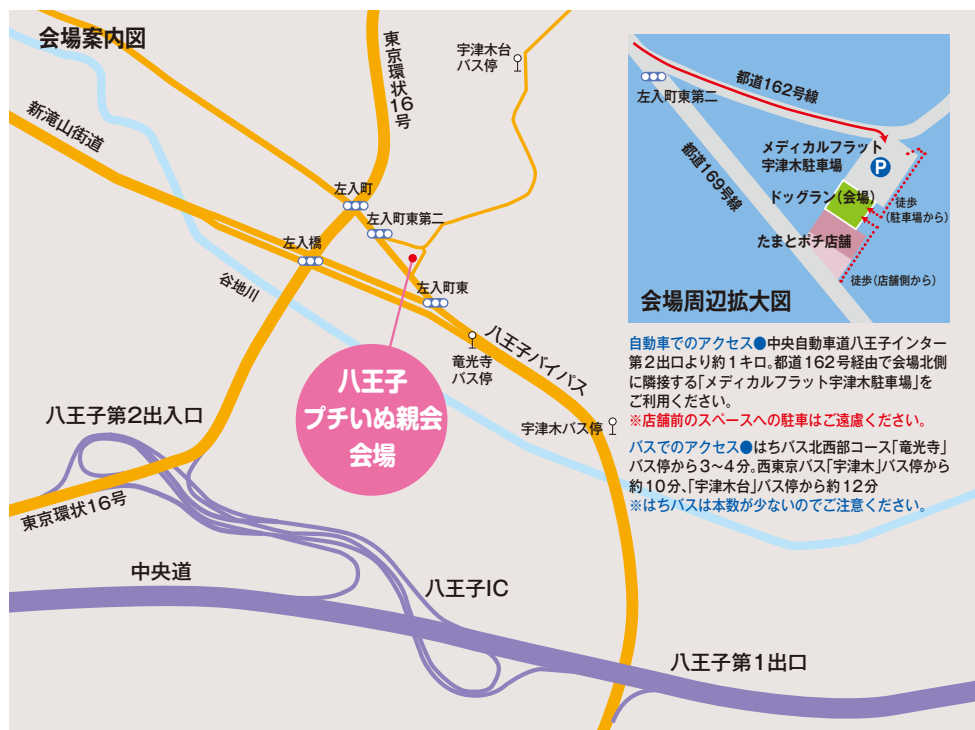 会場案内図
東京環状16号
宇津木台
バス停
新滝山街道
左入町
左入町東第二
左入橋
谷地川
左入町東
八王子バイパス
竜光寺
バス停
八王子
プチいぬ親会
会場
宇津木バス停
八王子第2出入口
東京環状16号
中央道
八王子IC
八王子第1出口
都道162号線
左入町東第二
都道169号線
メディカルフラット
宇津木駐車場
P
ドッグラン(会場)
徒歩
(駐車場から)
たまとポチ店舗
徒歩(店舗側から)
会場周辺拡大図
自動車でのアクセス●中央自動車道八王子インター
第2出口より約1キロ。都道162号経由で会場北側
に隣接する「メディカルフラット宇津木駐車場」を
ご利用ください。
※店舗前のスペースへの駐車はご遠慮ください。
バスでのアクセス●はちバス北西部コース「竜光寺」
バス停から3〜4分。西東京バス「宇津木」バス停から
約10分、「宇津木台」バス停から約12分
※はちバスは本数が少ないのでご注意ください。